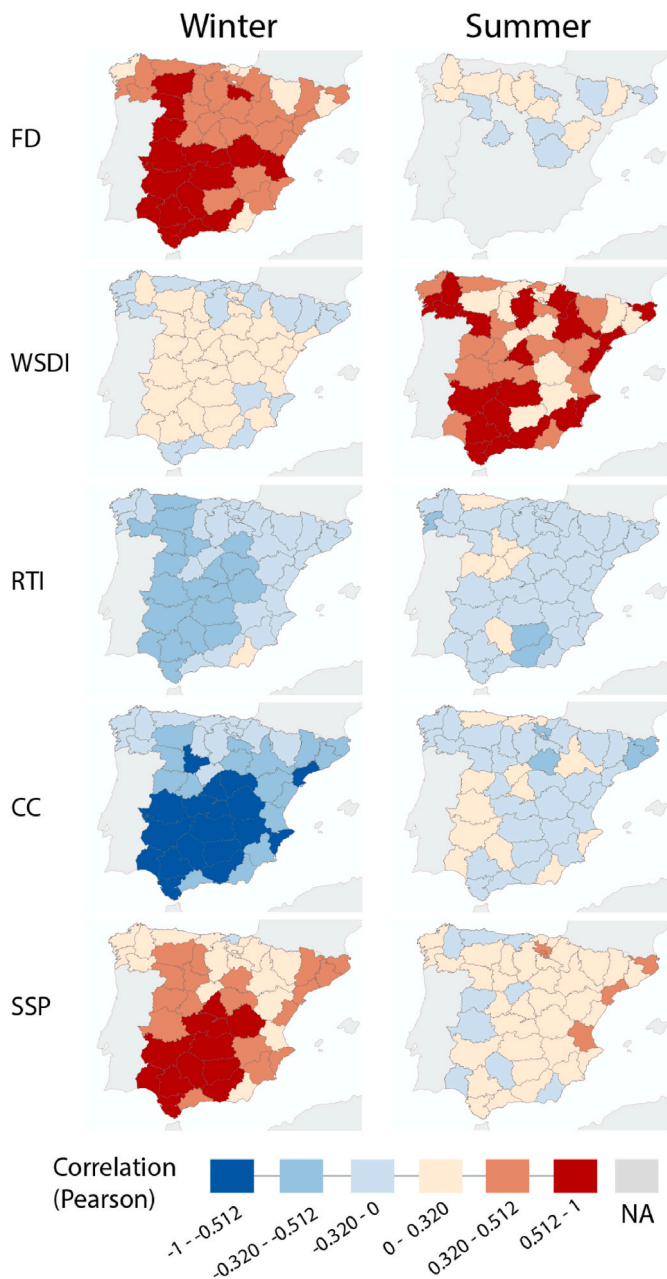 Winter Summer
FD
WSDI
RTI
CC
SSP
Correlation
(Pearson)
-1 - -0.512
-0.320 - -0.512
-0.320 - 0
0 - 0.320
0.320 - 0.512
0.512 - 1
NA